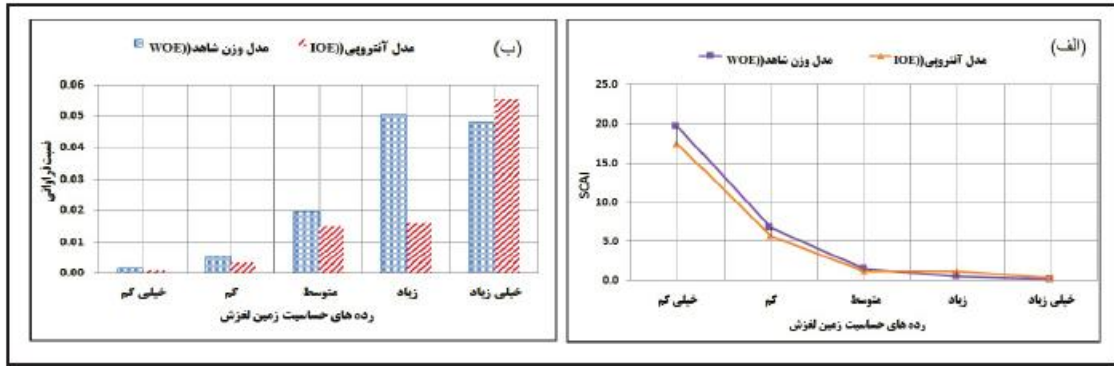 (الف)
مدل وزن شاهد((WOE
مدل آنتروپی((IOE
25.0
20.0
15.0
10.0
5.0
0.0
SCAI
خیلی کم
کم
متوسط
زیاد
خیلی زیاد
رده های حساسیت زمین لغزش
(ب)
مدل وزن شاهد((WOE
مدل آنتروپی((IOE
0.06
0.05
0.04
0.03
0.02
0.01
0.00
نسبت فراوانی
خیلی کم
کم
متوسط
زیاد
خیلی زیاد
رده های حساسیت زمین لغزش